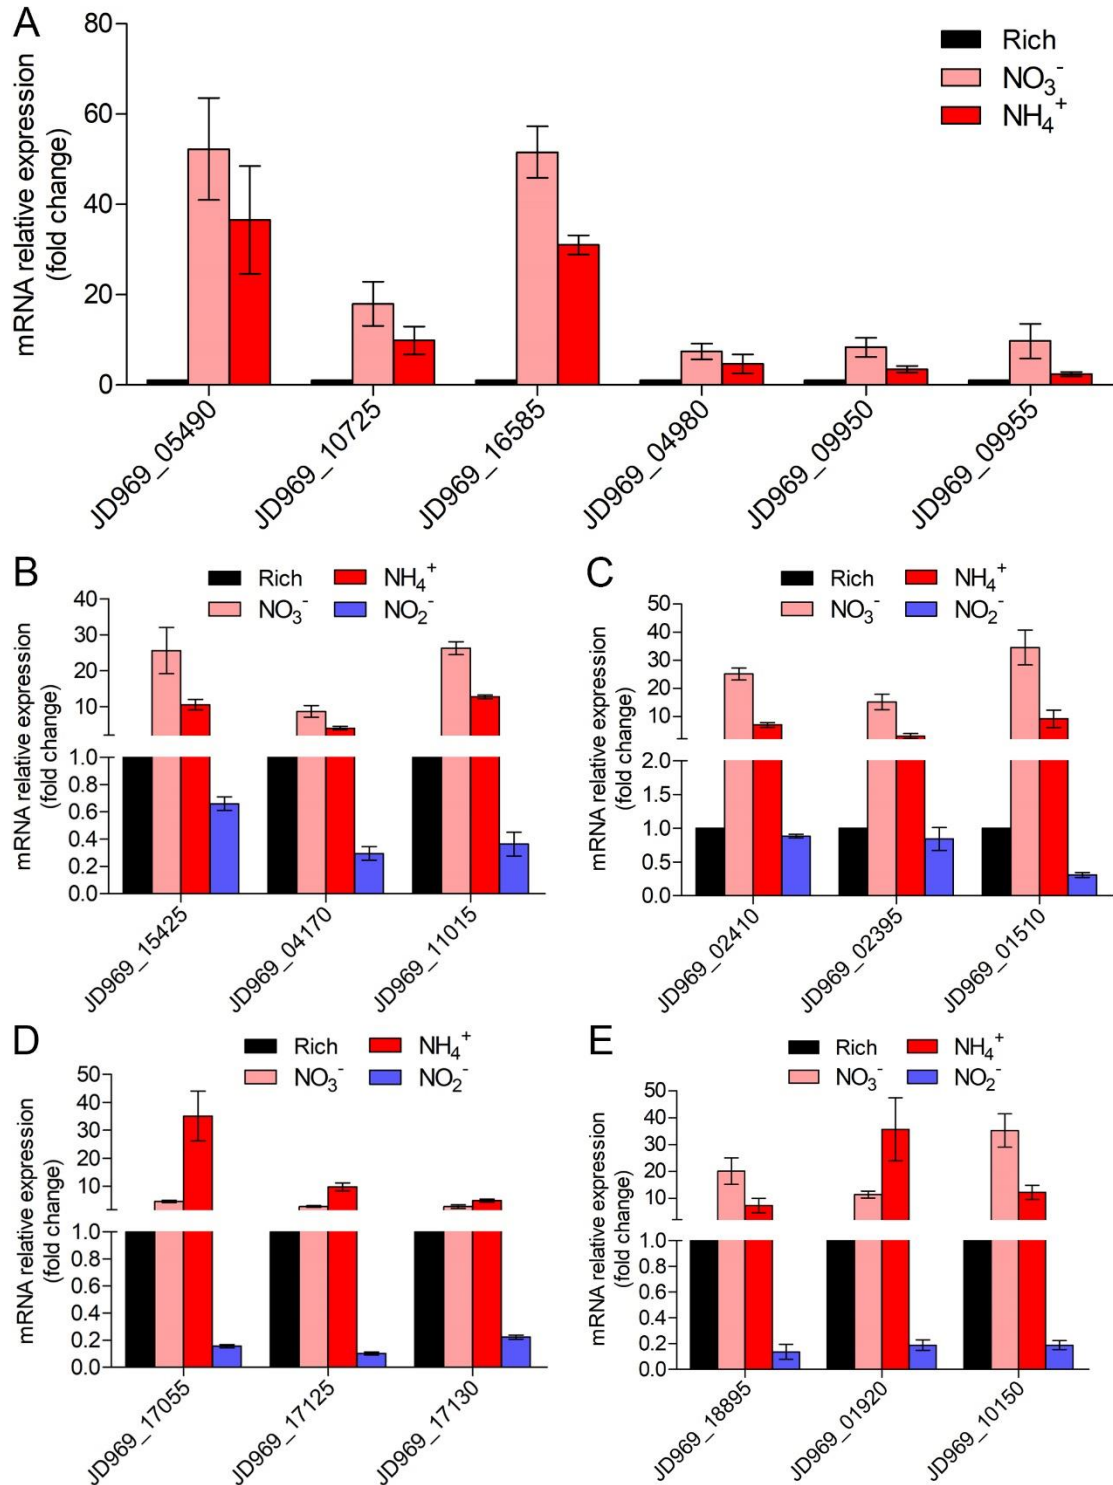 A
mRNA relative expression
(fold change)
80
60
40
20
0
Rich
NO₃⁻
NH₄⁺
JD969_05490
JD969_10725
JD969_16585
JD969_04980
JD969_09950
JD969_09955
B
Rich
NH₄⁺
NO₃⁻
NO₂⁻
mRNA relative expression
(fold change)
40
30
20
10
1.0
0.8
0.6
0.4
0.2
0.0
JD969_15425
JD969_04170
JD969_11015
C
Rich
NH₄⁺
NO₃⁻
NO₂⁻
mRNA relative expression
(fold change)
50
40
30
20
10
2.0
1.5
1.0
0.5
0.0
JD969_02410
JD969_02395
JD969_01510
D
Rich
NH₄⁺
NO₃⁻
NO₂⁻
mRNA relative expression
(fold change)
50
40
30
20
10
1.0
0.8
0.6
0.4
0.2
0.0
JD969_17055
JD969_17125
JD969_17130
E
Rich
NH₄⁺
NO₃⁻
NO₂⁻
mRNA relative expression
(fold change)
50
40
30
20
10
1.0
0.8
0.6
0.4
0.2
0.0
JD969_18895
JD969_01920
JD969_10150